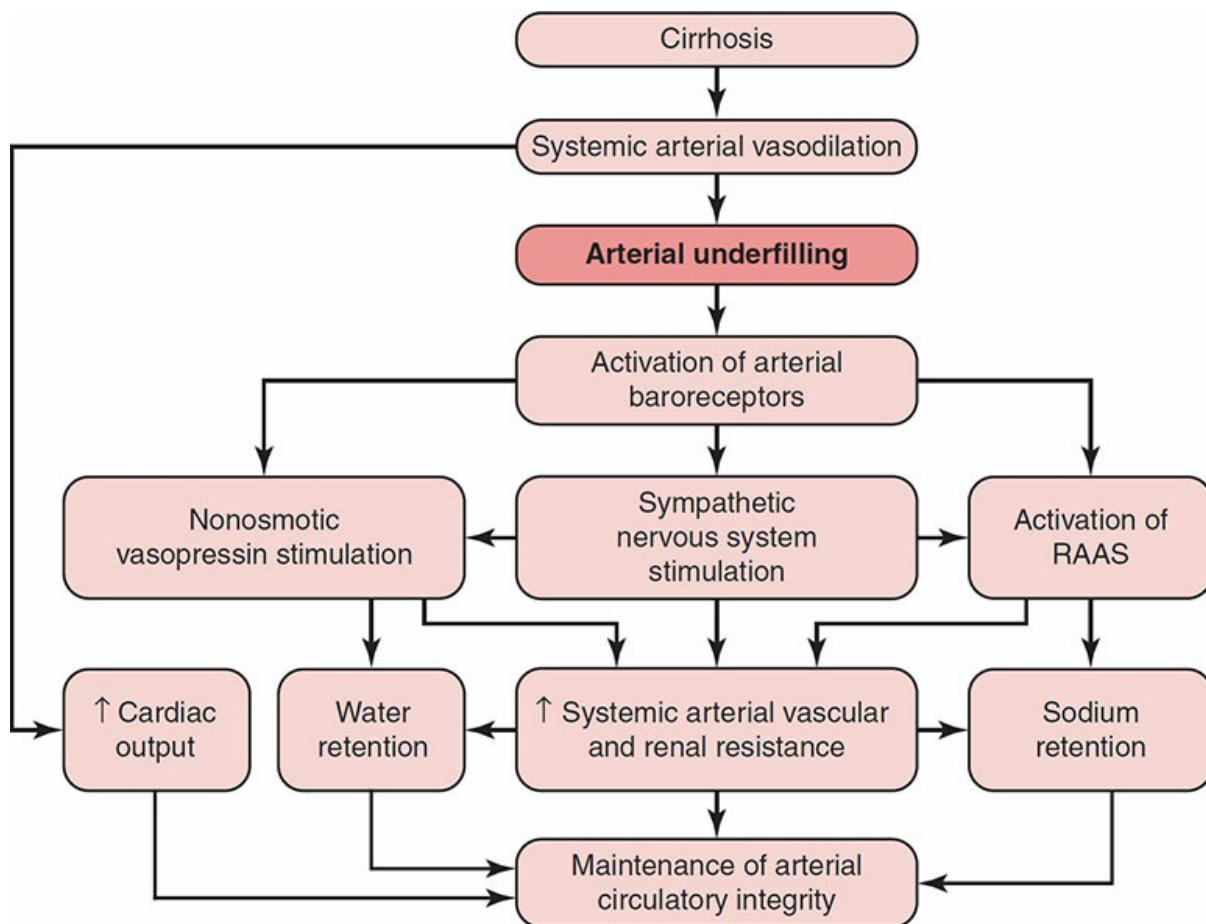 Cirrhosis
Systemic arterial vasodilation
Arterial underfilling
Activation of arterial
baroreceptors
Nonosmotic
vasopressin stimulation
Sympathetic
nervous system
stimulation
Activation of
RAAS
↑ Cardiac
output
Water
retention
↑ Systemic arterial vascular
and renal resistance
Sodium
retention
Maintenance of arterial
circulatory integrity